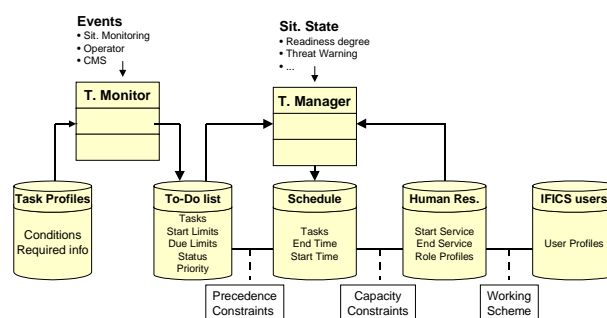 Events
• Sit. Monitoring
• Operator
• CMS
Sit. State
• Readiness degree
• Threat Warning
• ...
T. Monitor
T. Manager
Task Profiles
Conditions
Required info
To-Do list
Tasks
Start Limits
Due Limits
Status
Priority
Schedule
Tasks
End Time
Start Time
Human Res.
Start Service
End Service
Role Profiles
IFICS users
User Profiles
Precedence
Constraints
Capacity
Constraints
Working
Scheme